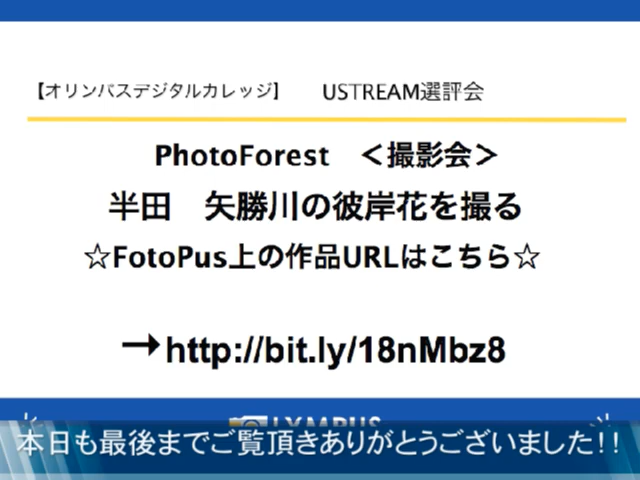 【オリンパスデジタルカレッジ】 USTREAM選評会
PhotoForest <撮影会>
半田 矢勝川の彼岸花を撮る
☆FotoPus上の作品URLはこちら☆
→http://bit.ly/18nMbz8
本日も最後までご覧頂きありがとうございました!!